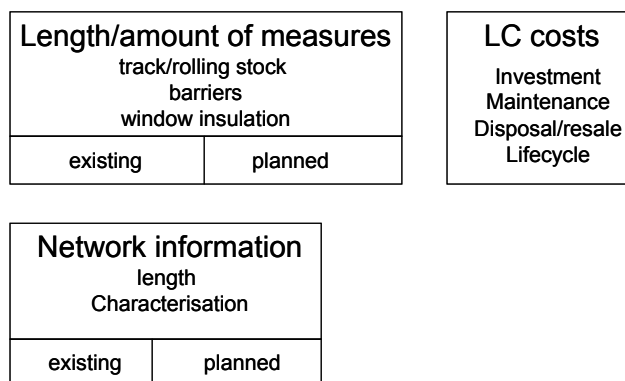 Length/amount of measures
track/rolling stock
barriers
window insulation
existing
planned
LC costs
Investment
Maintenance
Disposal/resale
Lifecycle
Network information
length
Characterisation
existing
planned